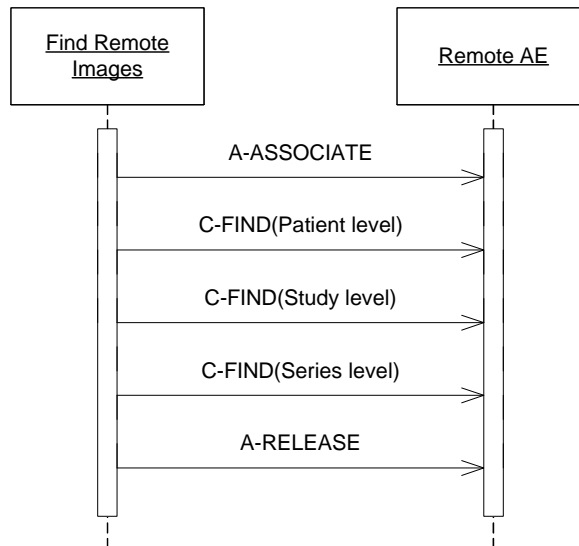 Find Remote
Images
Remote AE
A-ASSOCIATE
C-FIND(Patient level)
C-FIND(Study level)
C-FIND(Series level)
A-RELEASE